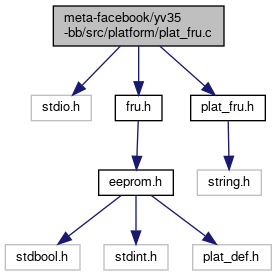 meta-facebook/yv35
-bb/src/platform/plat_fru.c
stdio.h
fru.h
plat_fru.h
eeprom.h
string.h
stdbool.h
stdint.h
plat_def.h